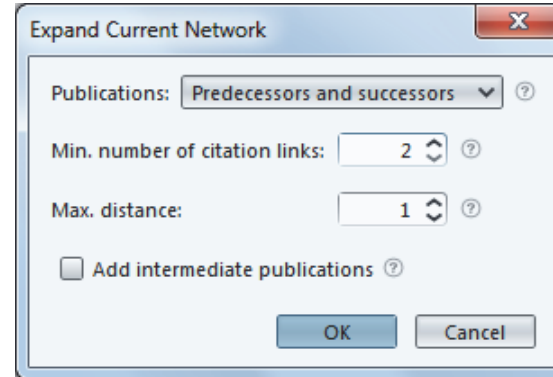 Expand Current Network
Publications: Predecessors and successors ?
Min. number of citation links: 2 ?
Max. distance: 1 ?
Add intermediate publications ?
OK Cancel